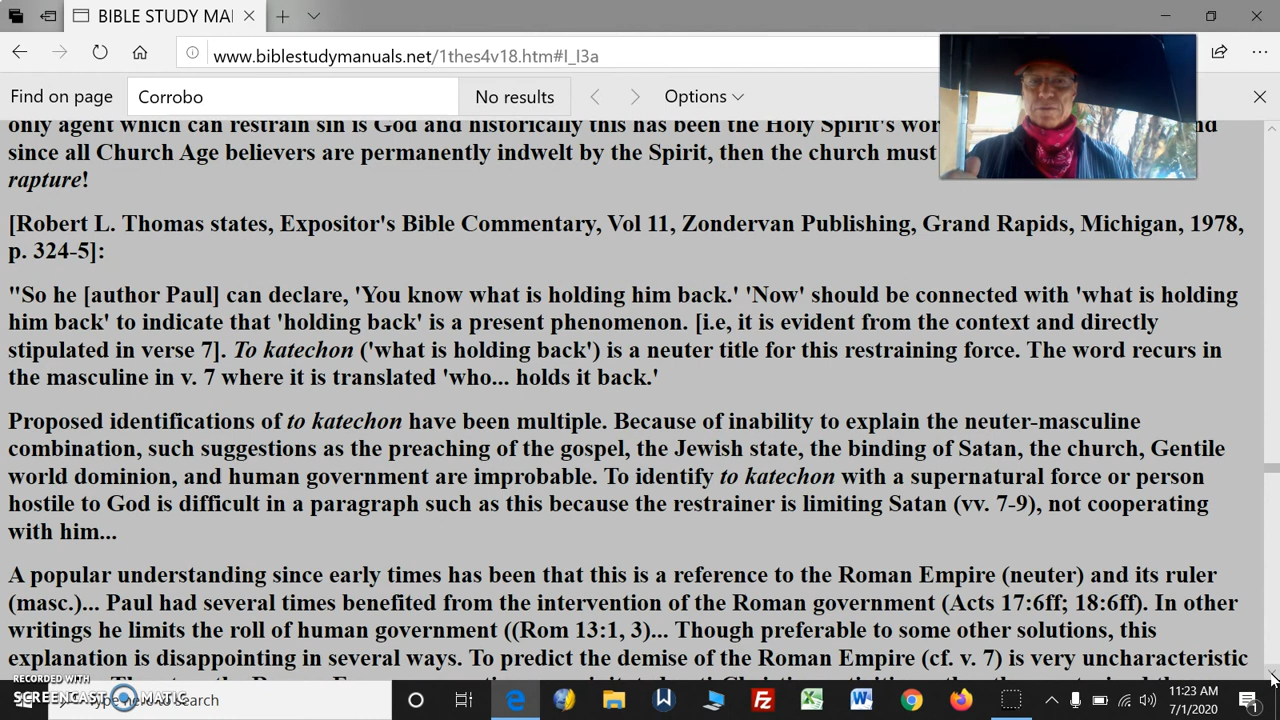 BIBLE STUDY MA
www.biblestudymanuals.net/1thes4v18.htm#I_I3a
Find on page Corrobo No results Options
only agent which can restrain sin is God and historically this has been the Holy Spirit's wor nd
since all Church Age believers are permanently indwelt by the Spirit, then the church must
rapture!
[Robert L. Thomas states, Expositor's Bible Commentary, Vol 11, Zondervan Publishing, Grand Rapids, Michigan, 1978,
p. 324-5]:
"So he [author Paul] can declare, 'You know what is holding him back.' 'Now' should be connected with 'what is holding
him back' to indicate that 'holding back' is a present phenomenon. [i.e, it is evident from the context and directly
stipulated in verse 7]. To katechon ('what is holding back') is a neuter title for this restraining force. The word recurs in
the masculine in v. 7 where it is translated 'who... holds it back.'
Proposed identifications of to katechon have been multiple. Because of inability to explain the neuter-masculine
combination, such suggestions as the preaching of the gospel, the Jewish state, the binding of Satan, the church, Gentile
world dominion, and human government are improbable. To identify to katechon with a supernatural force or person
hostile to God is difficult in a paragraph such as this because the restrainer is limiting Satan (vv. 7-9), not cooperating
with him...
A popular understanding since early times has been that this is a reference to the Roman Empire (neuter) and its ruler
(masc.)... Paul had several times benefited from the intervention of the Roman government (Acts 17:6ff; 18:6ff). In other
writings he limits the roll of human government ((Rom 13:1, 3)... Though preferable to some other solutions, this
explanation is disappointing in several ways. To predict the demise of the Roman Empire (cf. v. 7) is very uncharacteristic
RECORDED WITH
SCREENCAST MATIC
Type here to search
11:23 AM
7/1/2020
1